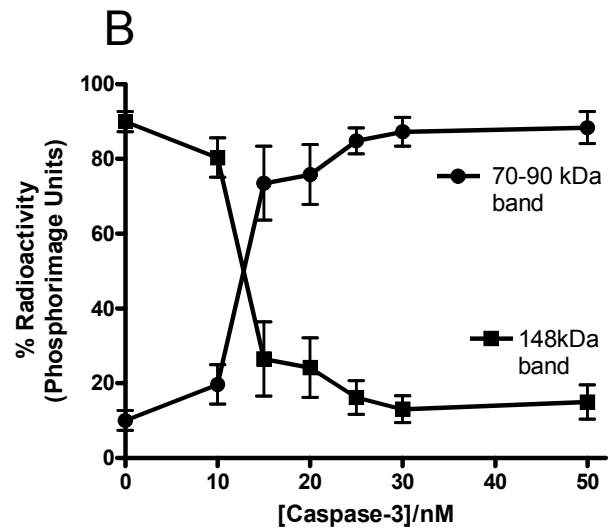 B
100
80
60
40
20
0
% Radioactivity
(Phosphorimage Units)
70-90 kDa
band
148kDa
band
0 10 20 30 40 50
[Caspase-3]/nM